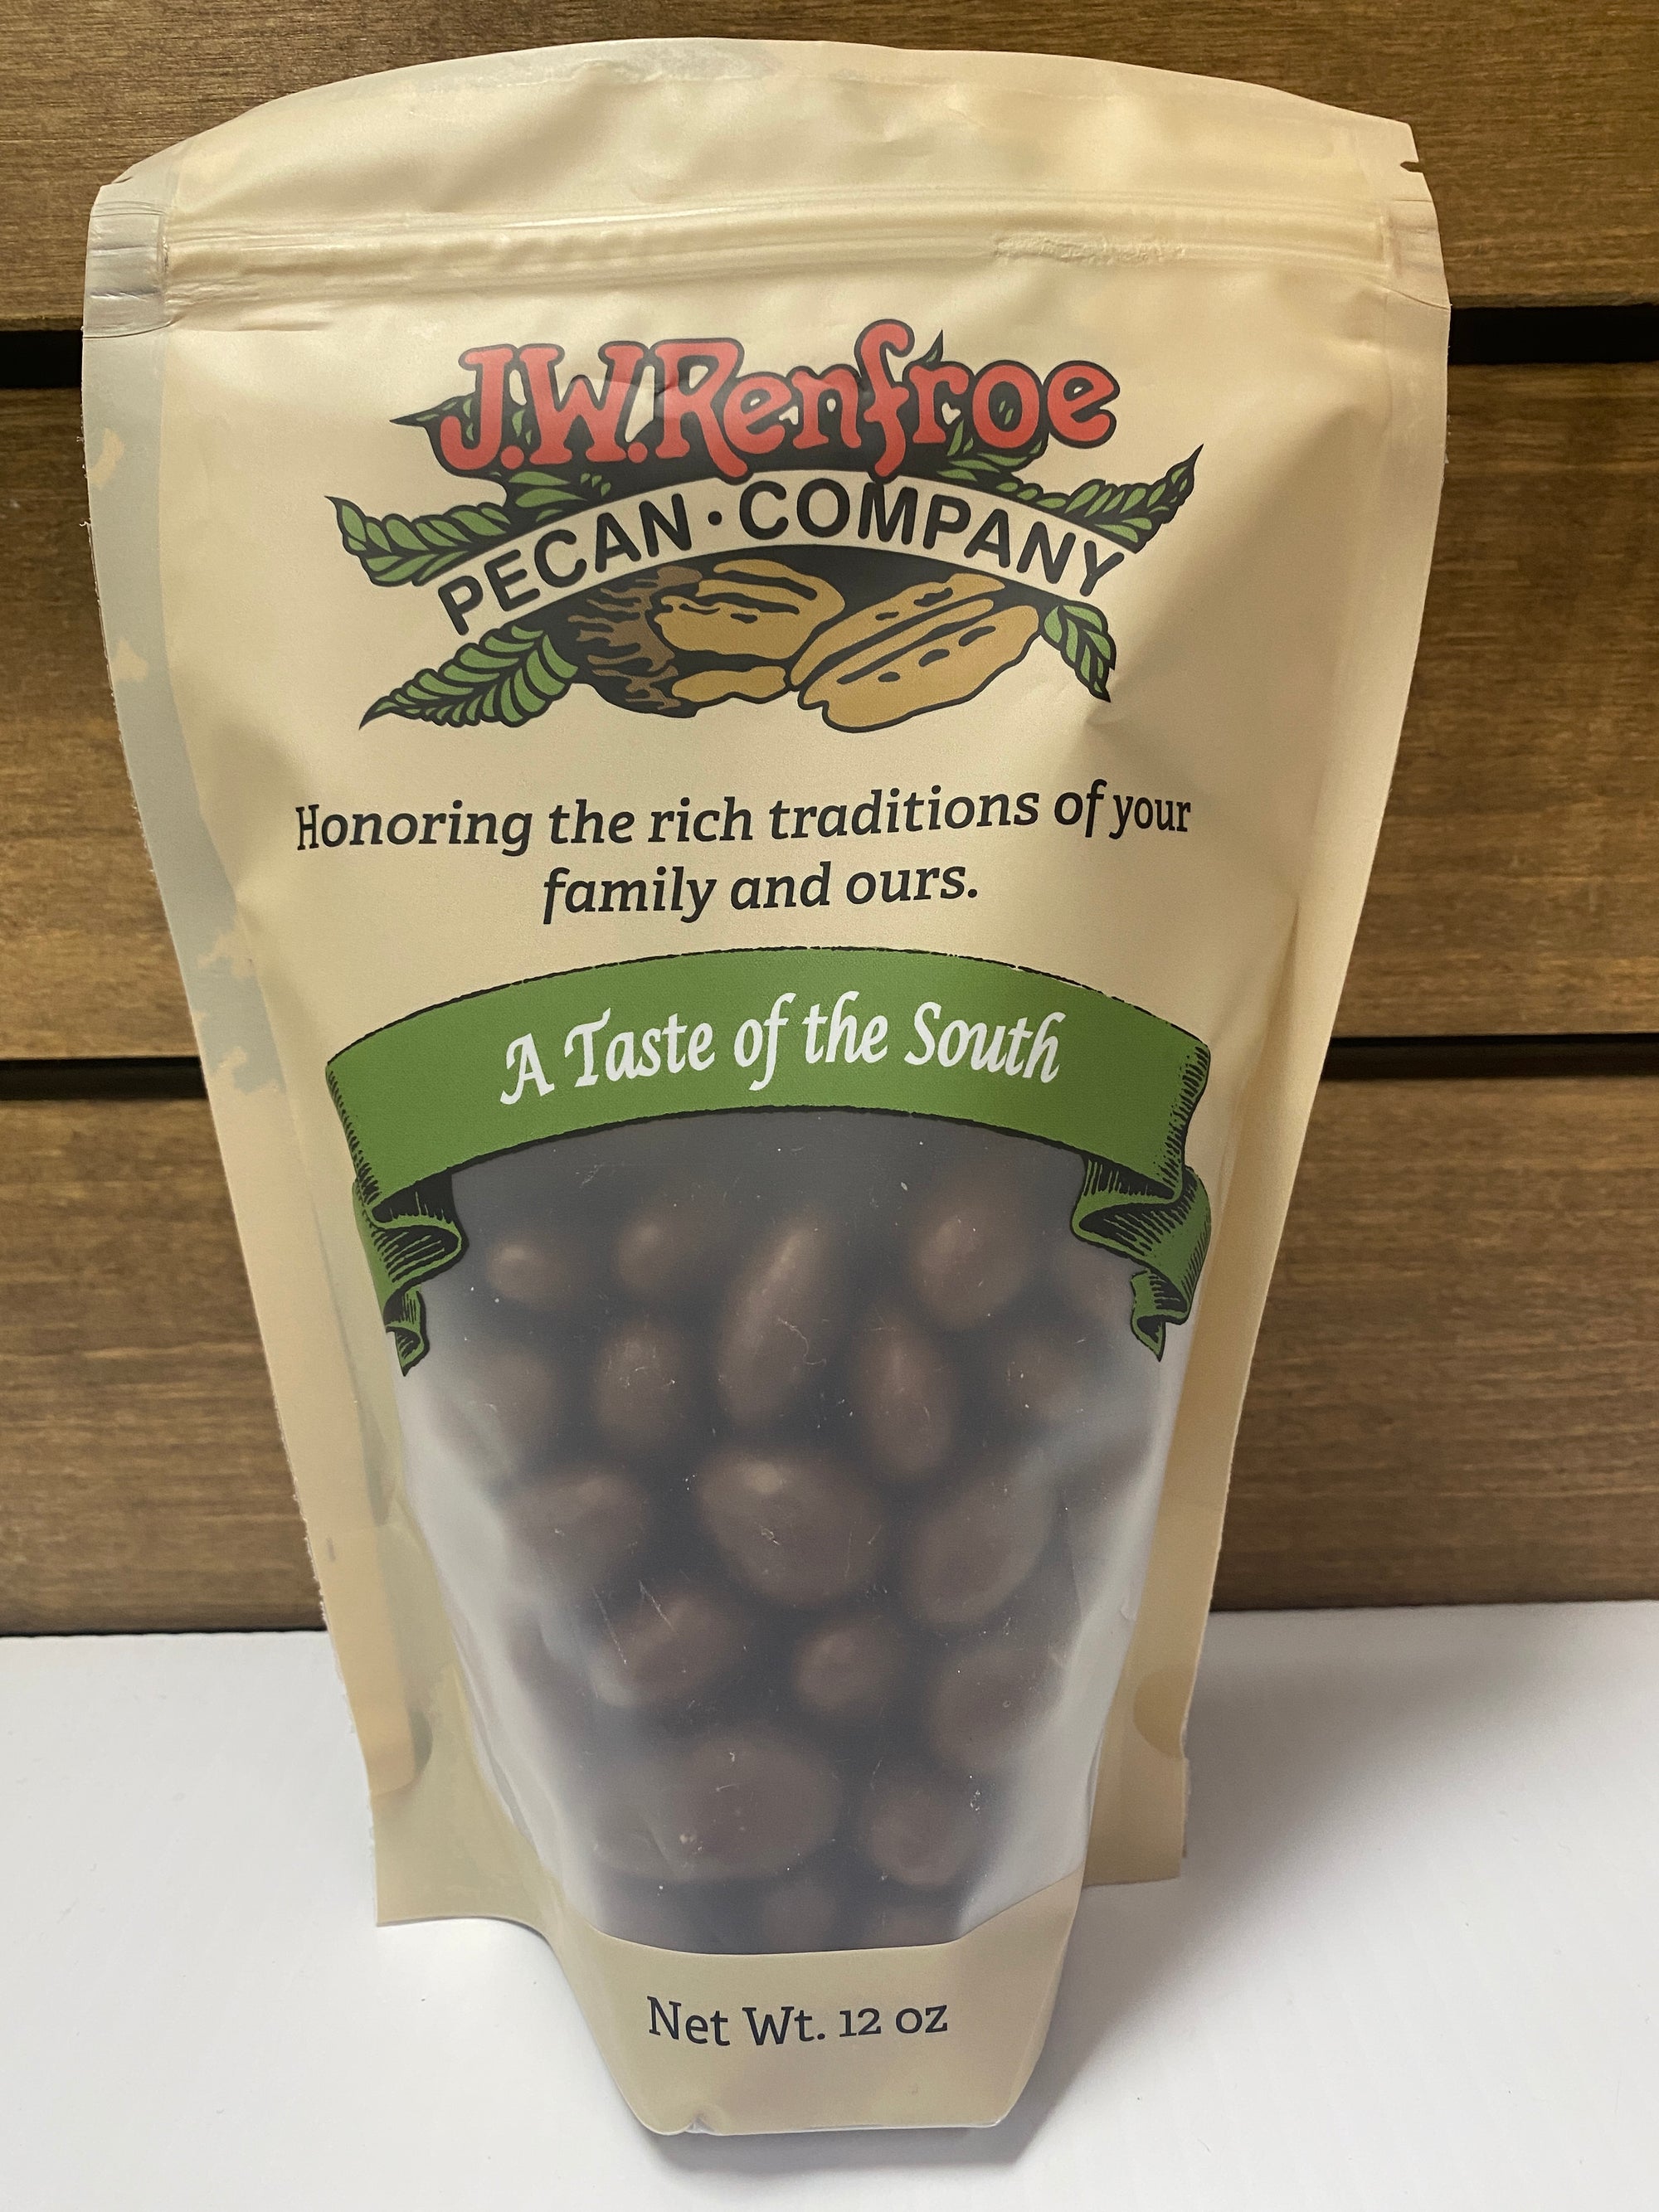 J.W. Renfroe
PECAN · COMPANY
Honoring the rich traditions of your
family and ours.
A Taste of the South
Net Wt. 12 oz